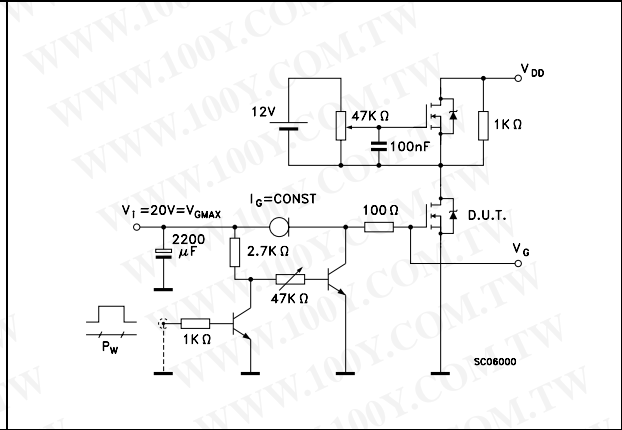 WWW.100Y.COM.TW
V DD
12V
47K Ω
100nF
1K Ω
I G =CONST
V i =20V=V GMAX
100 Ω
D.U.T.
2200
μF
2.7K Ω
V G
47K Ω
1K Ω
P W
SC06000